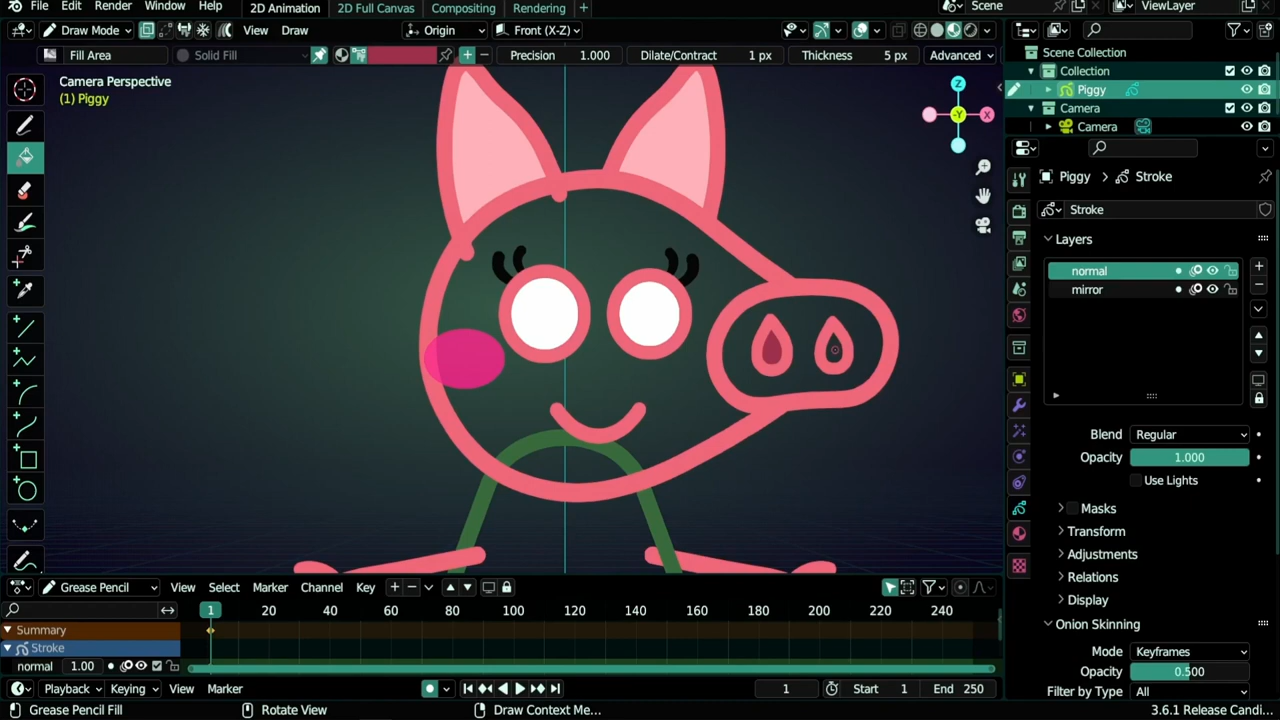 File Edit Render Window Help 2D Animation 2D Full Canvas Compositing Rendering + Scene ViewLayer
Draw Mode View Draw Origin Front (X-Z)
Fill Area Solid Fill Precision 1.000 Dilate/Contract 1 px Thickness 5 px Advanced
Camera Perspective
(1) Piggy
Z
-Y X
Scene Collection
Collection
Piggy
Camera
Camera
Piggy Stroke
Stroke
Layers
normal
mirror
Blend Regular
Opacity 1.000
Use Lights
Masks
Transform
Adjustments
Relations
Display
Onion Skinning
Mode Keyframes
Opacity 0.500
Filter by Type All
Grease Pencil View Select Marker Channel Key
1 20 40 60 80 100 120 140 160 180 200 220 240
Summary
Stroke
normal 1.00
Playback Keying View Marker 1 Start 1 End 250
Grease Pencil Fill Rotate View Draw Context Me... 3.6.1 Release Candi...